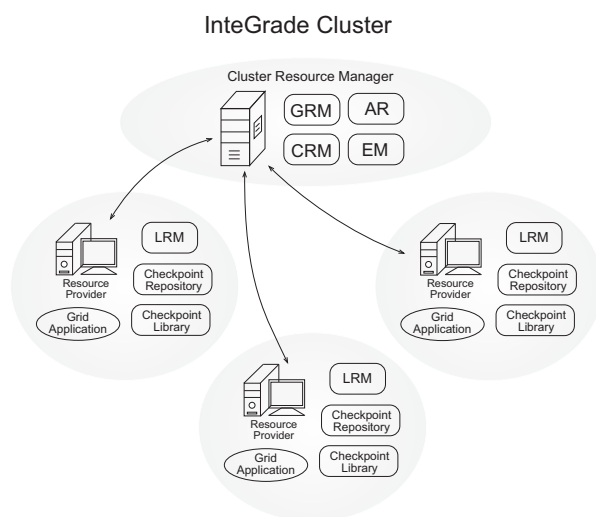 InteGrade Cluster
Cluster Resource Manager
GRM
AR
CRM
EM
LRM
Resource
Provider
Checkpoint
Repository
Grid
Application
Checkpoint
Library
LRM
Resource
Provider
Checkpoint
Repository
Grid
Application
Checkpoint
Library
LRM
Resource
Provider
Checkpoint
Repository
Grid
Application
Checkpoint
Library